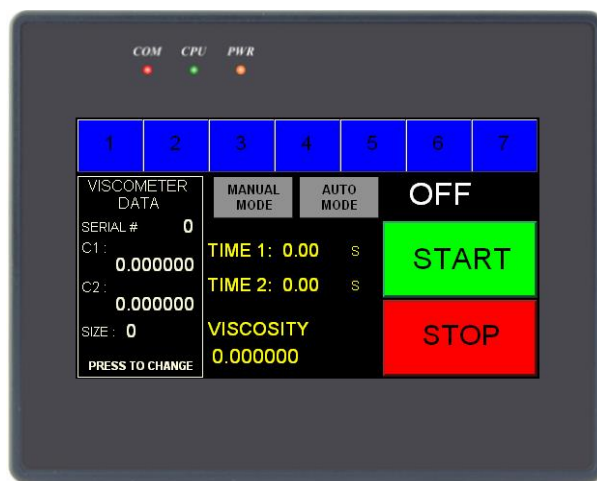 COM CPU PWR
1 2 3 4 5 6 7
VISCOMETER
DATA
SERIAL # 0
C1 :
0.000000
C2 :
0.000000
SIZE : 0
PRESS TO CHANGE
MANUAL
MODE
AUTO
MODE
TIME 1: 0.00 S
TIME 2: 0.00 S
VISCOSITY
0.000000
OFF
START
STOP